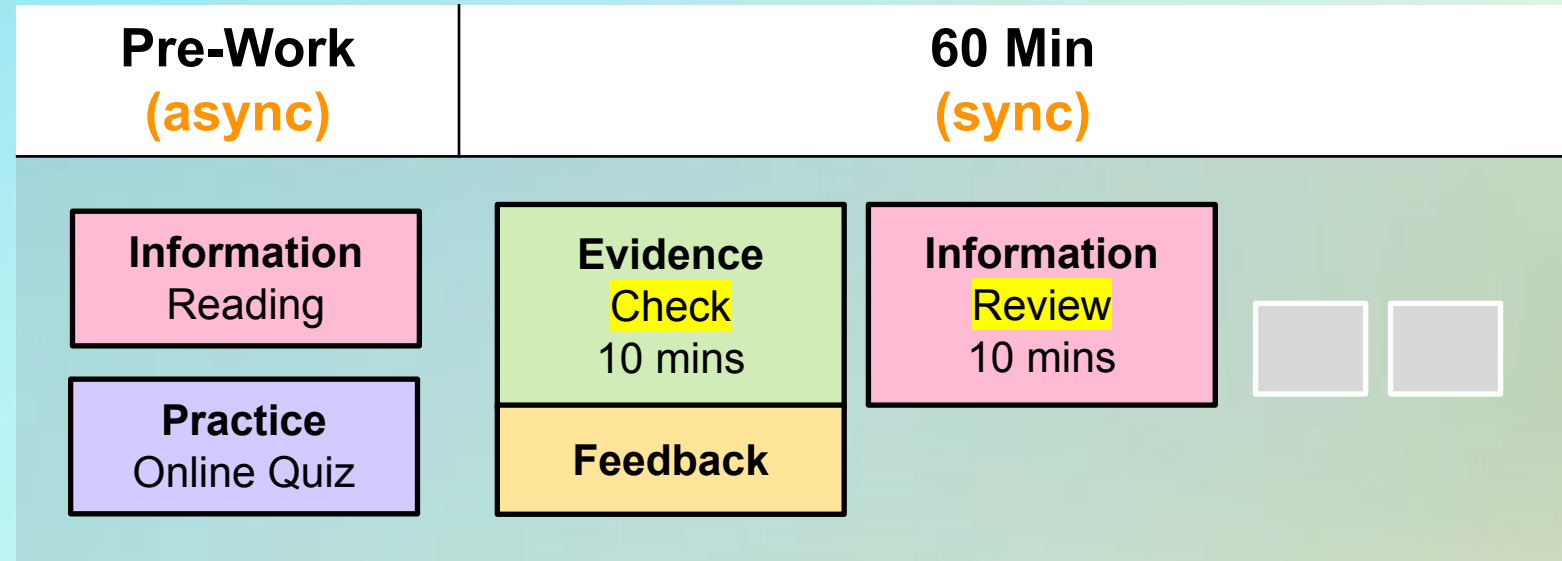 Pre-Work
(async)
60 Min
(sync)
Information
Reading
Practice
Online Quiz
Evidence
Check
10 mins
Feedback
Information
Review
10 mins